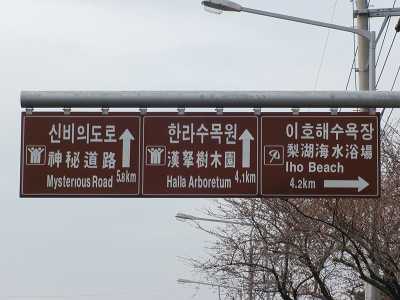 신비의도로
神秘道路
Mysterious Road
5.8km
한라수목원
漢拏樹木園
Halla Arboretum
4.1km
이호해수욕장
梨湖海水浴場
Iho Beach
4.2km